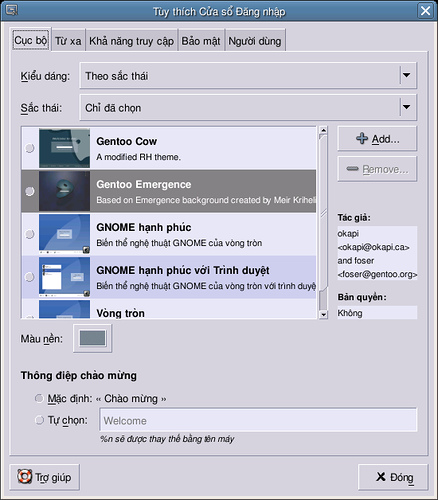 Tùy thích Cửa sổ Đăng nhập
Cục bộ Từ xa Khả năng truy cập Bảo mật Người dùng
Kiểu dáng: Theo sắc thái
Sắc thái: Chỉ đã chọn
Gentoo Cow
A modified RH theme.
Gentoo Emergence
Based on Emergence background created by Meir Kriheli
GNOME hạnh phúc
Biến thể nghệ thuật GNOME của vòng tròn
GNOME hạnh phúc với Trình duyệt
Biến thể nghệ thuật GNOME của vòng tròn với trình duyệ
Vòng tròn
Add...
Remove...
Tác giả:
okapi
<okapi@okapi.ca>
and foser
<foser@gentoo.org>
Bản quyền:
Không
Màu nền:
Thông điệp chào mừng
Mặc định: « Chào mừng »
Tự chọn: Welcome
%n sẽ được thay thế bằng tên máy
Trợ giúp
Đóng